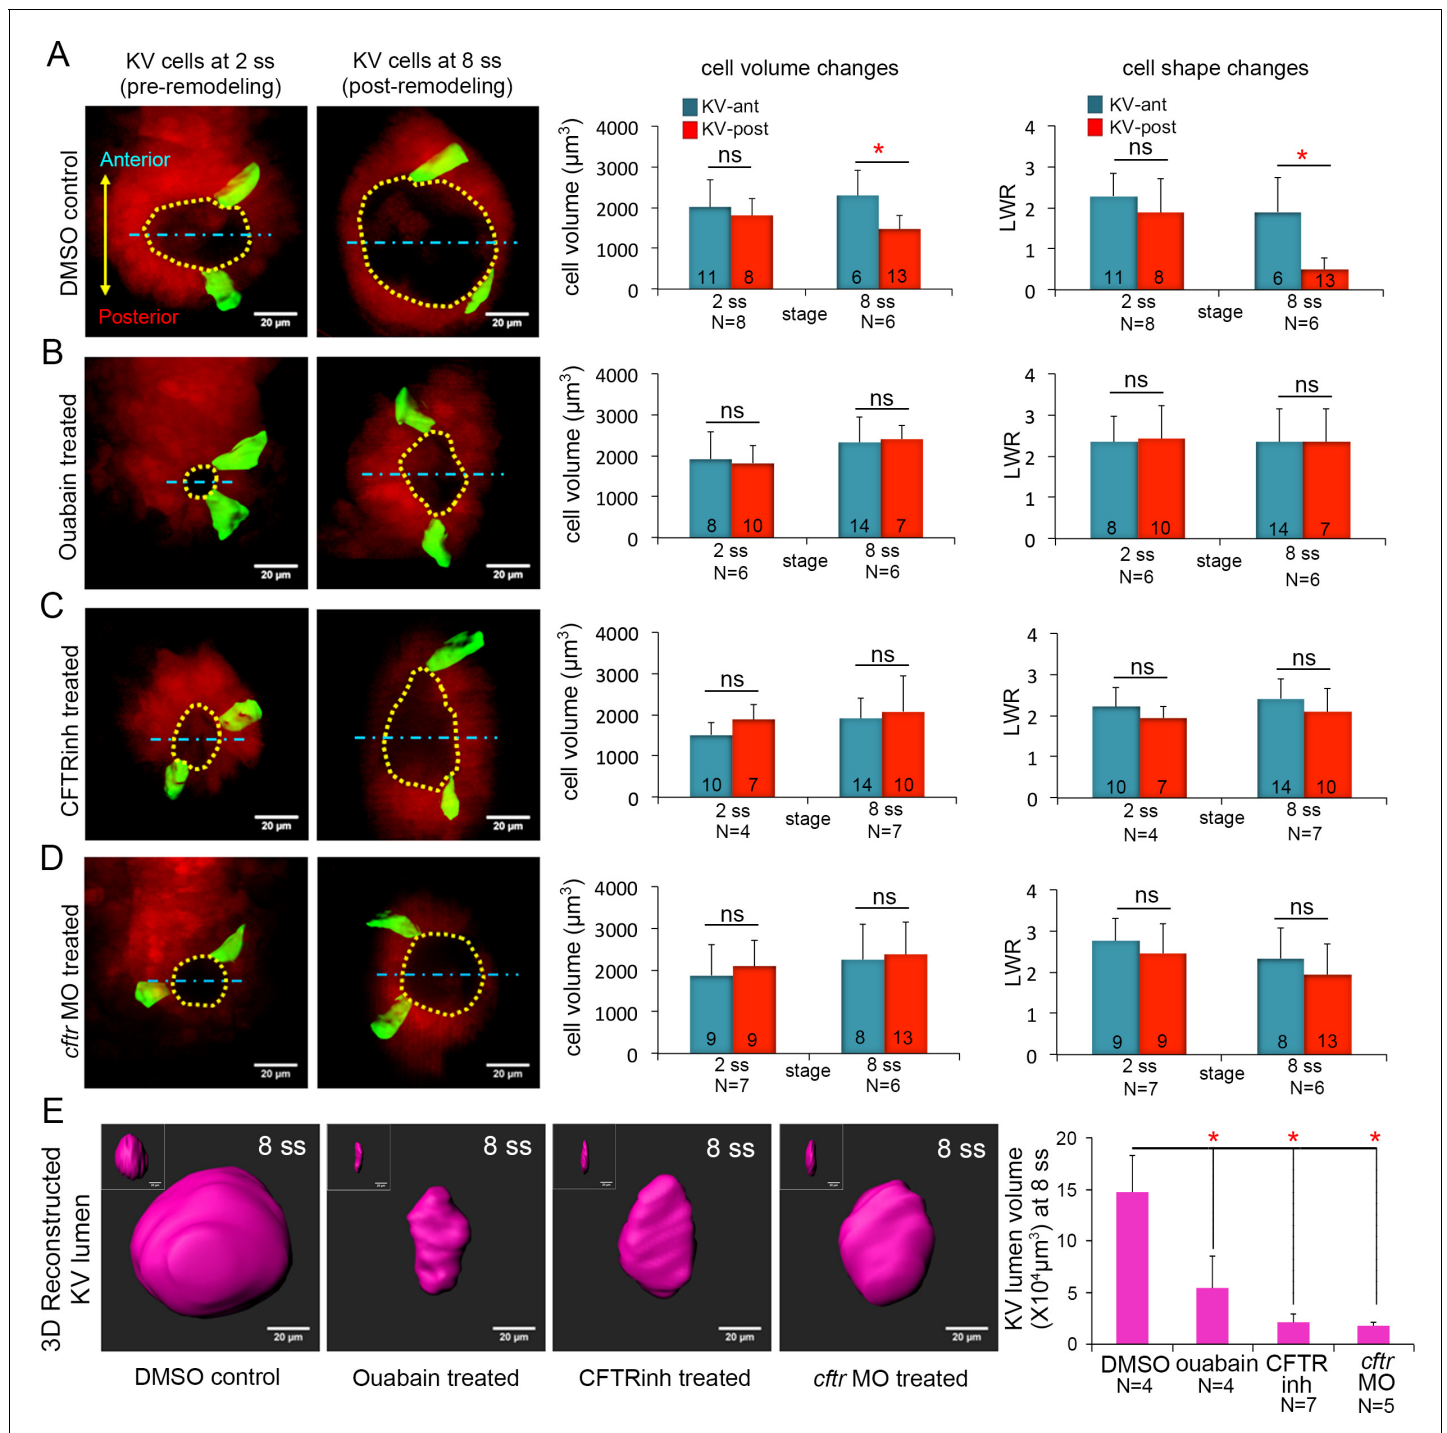 A
KV cells at 2 ss
(pre-remodeling)
KV cells at 8 ss
(post-remodeling)
cell volume changes
cell shape changes
DMSO control
Anterior
Posterior
20 µm
20 µm
KV-ant
KV-post
cell volume (µm³)
4000
3000
2000
1000
0
ns
*
11
8
6
13
2 ss
N=8
stage
8 ss
N=6
KV-ant
KV-post
LWR
4
3
2
1
0
ns
*
11
8
6
13
2 ss
N=8
stage
8 ss
N=6
B
Ouabain treated
20 µm
20 µm
cell volume (µm³)
4000
3000
2000
1000
0
ns
ns
8
10
14
7
2 ss
N=6
stage
8 ss
N=6
LWR
4
3
2
1
0
ns
ns
8
10
14
7
2 ss
N=6
stage
8 ss
N=6
C
CFTRinh treated
20 µm
20 µm
cell volume (µm³)
4000
3000
2000
1000
0
ns
ns
10
7
14
10
2 ss
N=4
stage
8 ss
N=7
LWR
4
3
2
1
0
ns
ns
10
7
14
10
2 ss
N=4
stage
8 ss
N=7
D
cftr MO treated
20 µm
20 µm
cell volume (µm³)
4000
3000
2000
1000
0
ns
ns
9
9
8
13
2 ss
N=7
stage
8 ss
N=6
LWR
4
3
2
1
0
ns
ns
9
9
8
13
2 ss
N=7
stage
8 ss
N=6
E
3D Reconstructed
KV lumen
8 ss
20 µm
DMSO control
8 ss
20 µm
Ouabain treated
8 ss
20 µm
CFTRinh treated
8 ss
20 µm
cftr MO treated
KV lumen volume
(X10⁴µm³) at 8 ss
20
15
10
5
0
*
*
*
DMSO
N=4
ouabain
N=4
CFTR
inh
N=7
cftr
MO
N=5